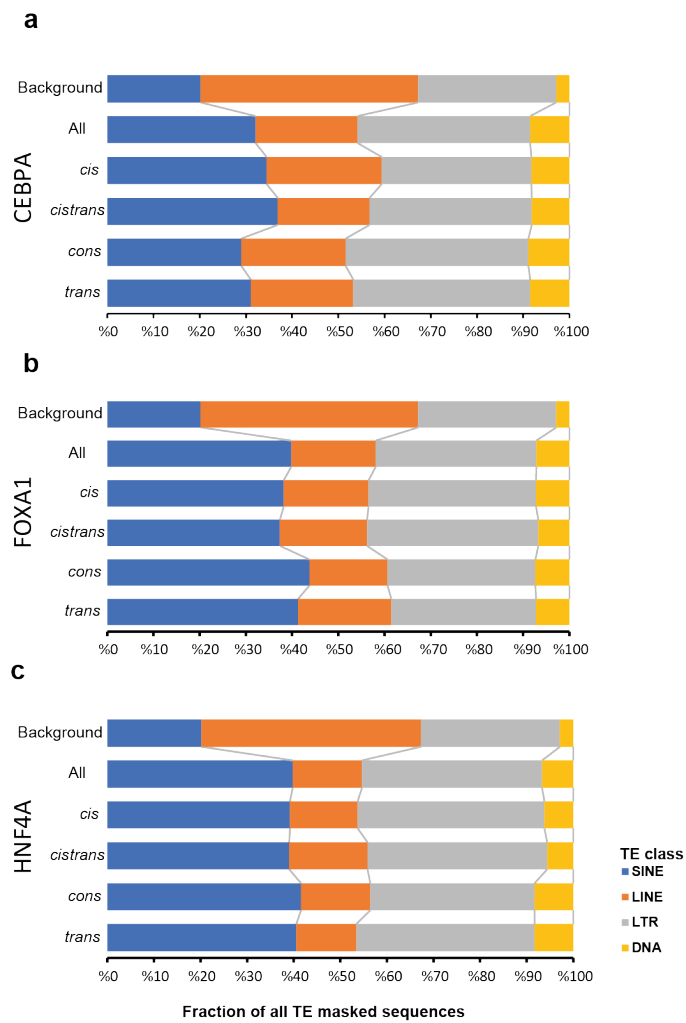 a
CEBPA
Background
All
cis
cistrans
cons
trans
%0 %10 %20 %30 %40 %50 %60 %70 %80 %90 %100
b
FOXA1
Background
All
cis
cistrans
cons
trans
%0 %10 %20 %30 %40 %50 %60 %70 %80 %90 %100
c
HNF4A
Background
All
cis
cistrans
cons
trans
%0 %10 %20 %30 %40 %50 %60 %70 %80 %90 %100
Fraction of all TE masked sequences
TE class
SINE
LINE
LTR
DNA